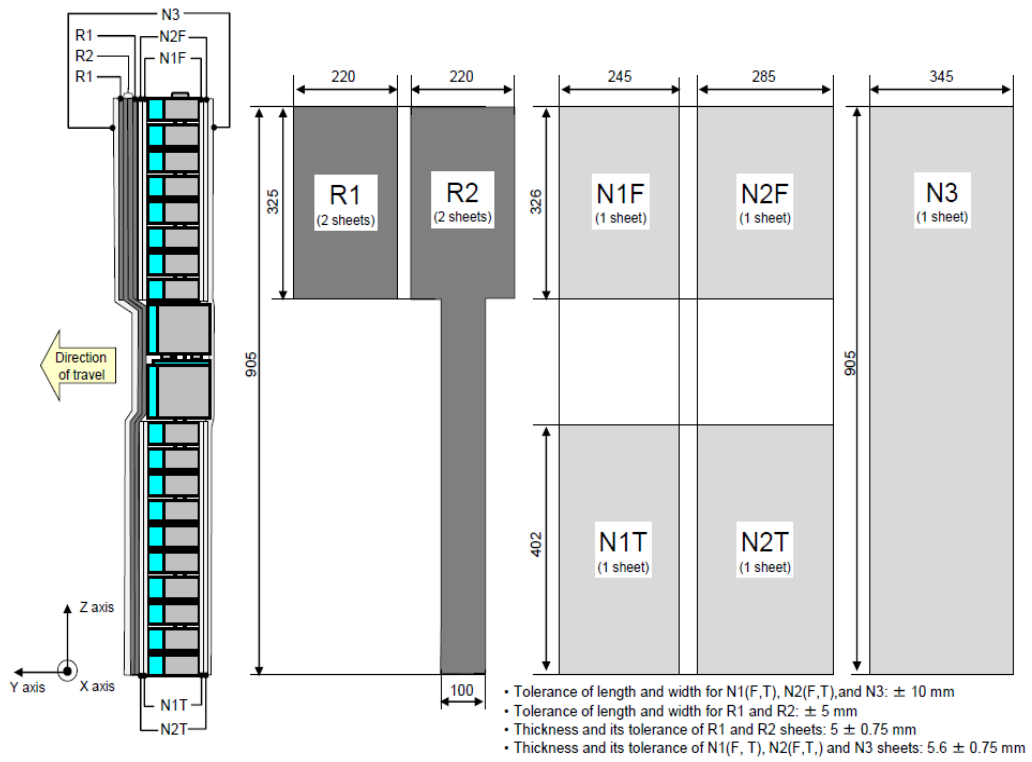 N3
R1
N2F
R2
N1F
R1
220
220
245
285
345
325
R1
(2 sheets)
R2
(2 sheets)
326
N1F
(1 sheet)
N2F
(1 sheet)
N3
(1 sheet)
Direction
of travel
905
905
402
N1T
(1 sheet)
N2T
(1 sheet)
Z axis
Y axis
X axis
100
N1T
N2T
• Tolerance of length and width for N1(F,T), N2(F,T),and N3: ± 10 mm
• Tolerance of length and width for R1 and R2: ± 5 mm
• Thickness and its tolerance of R1 and R2 sheets: 5 ± 0.75 mm
• Thickness and its tolerance of N1(F, T), N2(F,T,) and N3 sheets: 5.6 ± 0.75 mm